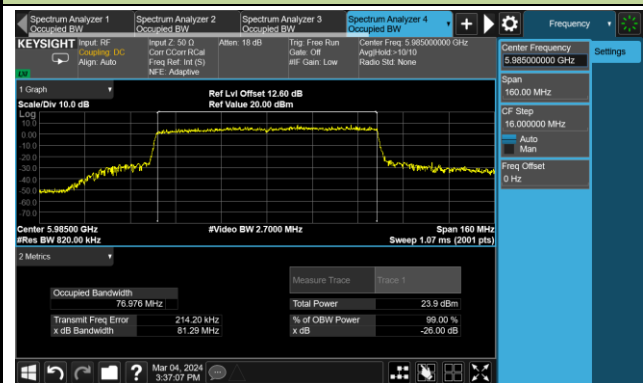 Spectrum Analyzer 1
Occupied BW
Spectrum Analyzer 2
Occupied BW
Spectrum Analyzer 3
Occupied BW
Spectrum Analyzer 4
Occupied BW
Frequency
KEYSIGHT
Input: RF
Coupling: DC
Align: Auto
Input Z: 50 Ω
Corr CCorr RCal
Freq Ref: Int (S)
NFE: Adaptive
Atten: 18 dB
Trig: Free Run
Gate: Off
#IF Gain: Low
Center Freq: 5.985000000 GHz
Avg|Hold:>10/10
Radio Std: None
Center Frequency
5.985000000 GHz
Settings
Span
160.00 MHz
CF Step
16.000000 MHz
Auto
Man
Freq Offset
0 Hz
1 Graph
Scale/Div 10.0 dB
Ref Lvl Offset 12.60 dB
Ref Value 20.00 dBm
Log
10.0
0.00
-10.0
-20.0
-30.0
-40.0
-50.0
-60.0
-70.0
Center 5.98500 GHz
#Res BW 820.00 kHz
#Video BW 2.7000 MHz
Span 160 MHz
Sweep 1.07 ms (2001 pts)
2 Metrics
Measure Trace
Trace 1
Occupied Bandwidth
76.976 MHz
Total Power
23.9 dBm
Transmit Freq Error
214.20 kHz
% of OBW Power
99.00 %
x dB Bandwidth
81.29 MHz
x dB
-26.00 dB
?
Mar 04, 2024
3:37:07 PM